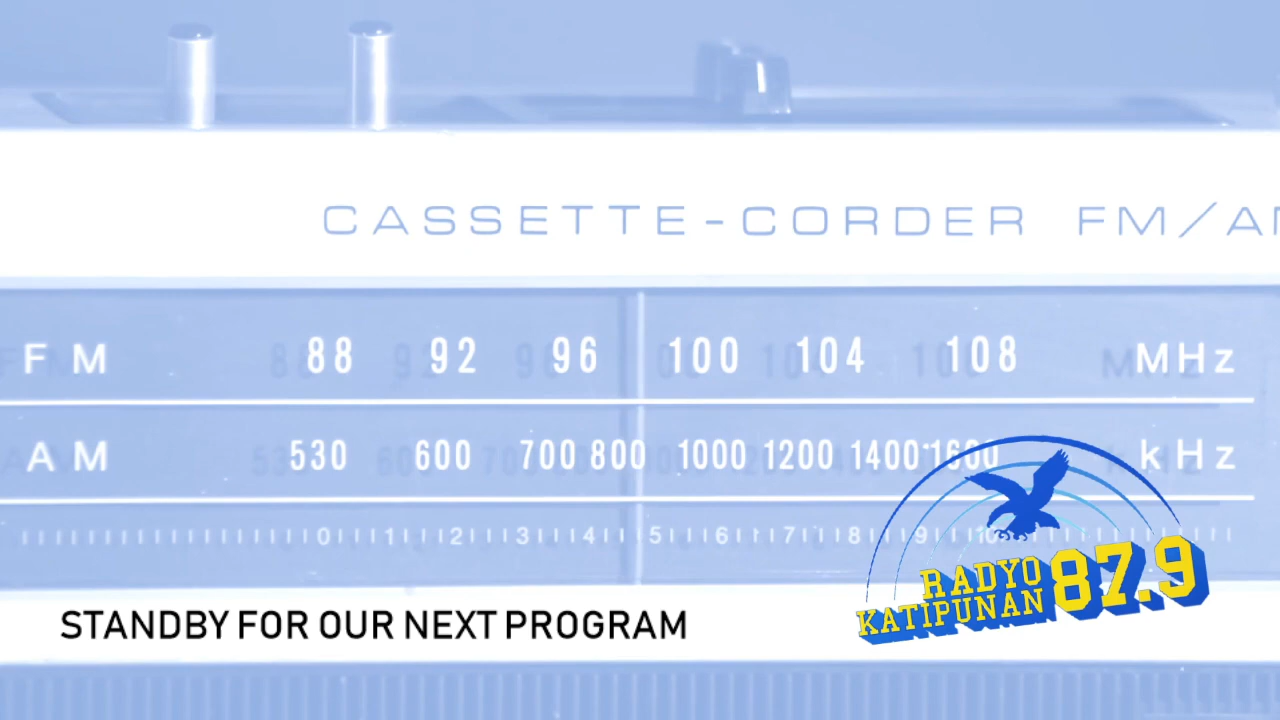 CASSETTE-CORDER FM/AM
FM 88 92 96 100 104 108 MHz
AM 530 600 700 800 1000 1200 1400 1600 kHz
0 1 2 3 4 5 6 7 8 9 10
RADYO
KATIPUNAN 87.9
STANDBY FOR OUR NEXT PROGRAM